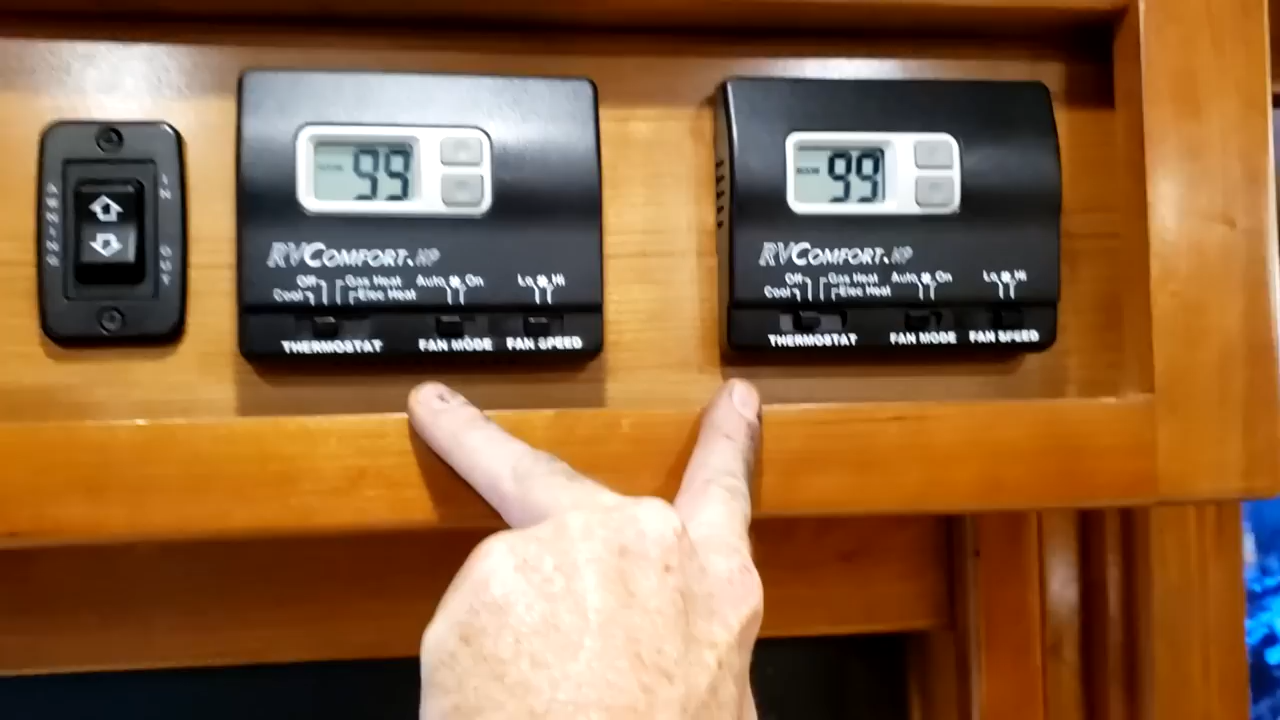 99
RVCOMFORT.HP
Off Gas Heat Auto On Lo Hi
Cool Elec Heat
THERMOSTAT FAN MODE FAN SPEED
ROOM 99
RVCOMFORT.HP
Off Gas Heat Auto On Lo Hi
Cool Elec Heat
THERMOSTAT FAN MODE FAN SPEED